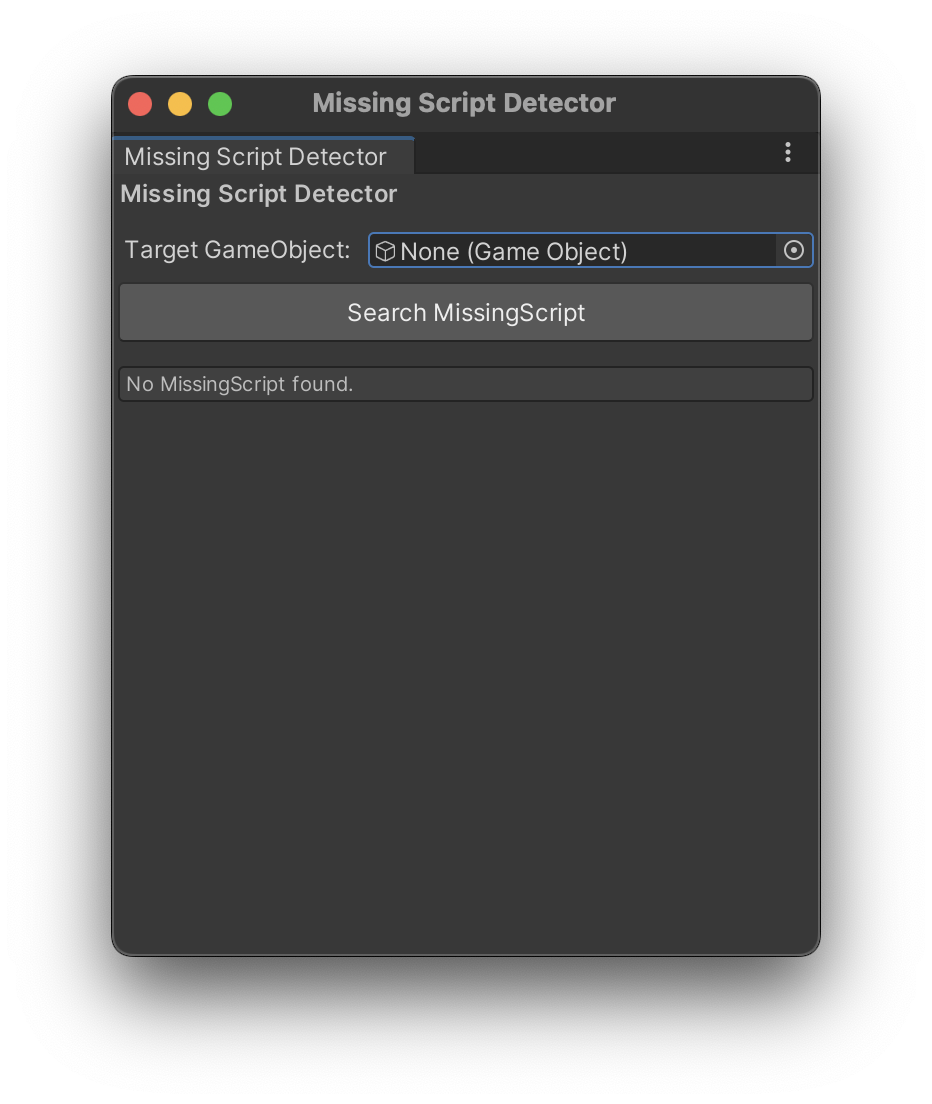 Missing Script Detector
Missing Script Detector
Missing Script Detector
Target GameObject: None (Game Object)
Search MissingScript
No MissingScript found.